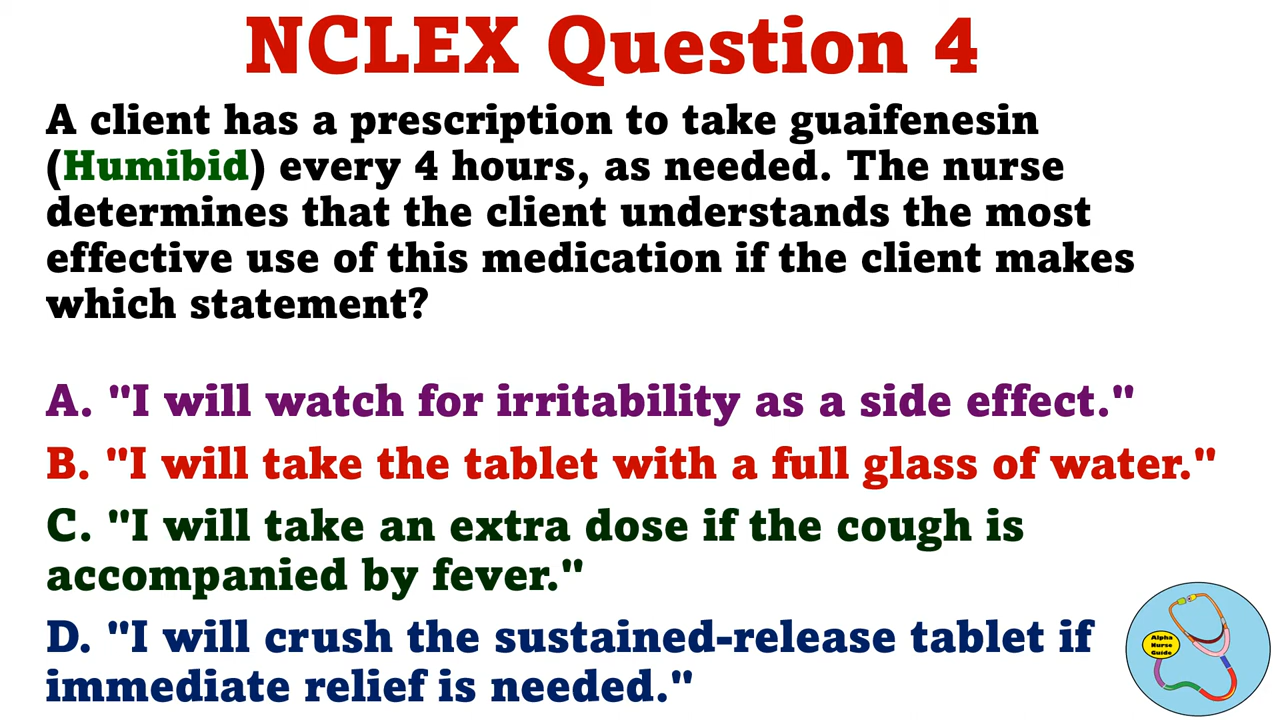 NCLEX Question 4
A client has a prescription to take guaifenesin
(Humibid) every 4 hours, as needed. The nurse
determines that the client understands the most
effective use of this medication if the client makes
which statement?
A. "I will watch for irritability as a side effect."
B. "I will take the tablet with a full glass of water."
C. "I will take an extra dose if the cough is
accompanied by fever."
D. "I will crush the sustained-release tablet if
immediate relief is needed."
Alpha
Nurse
Guide